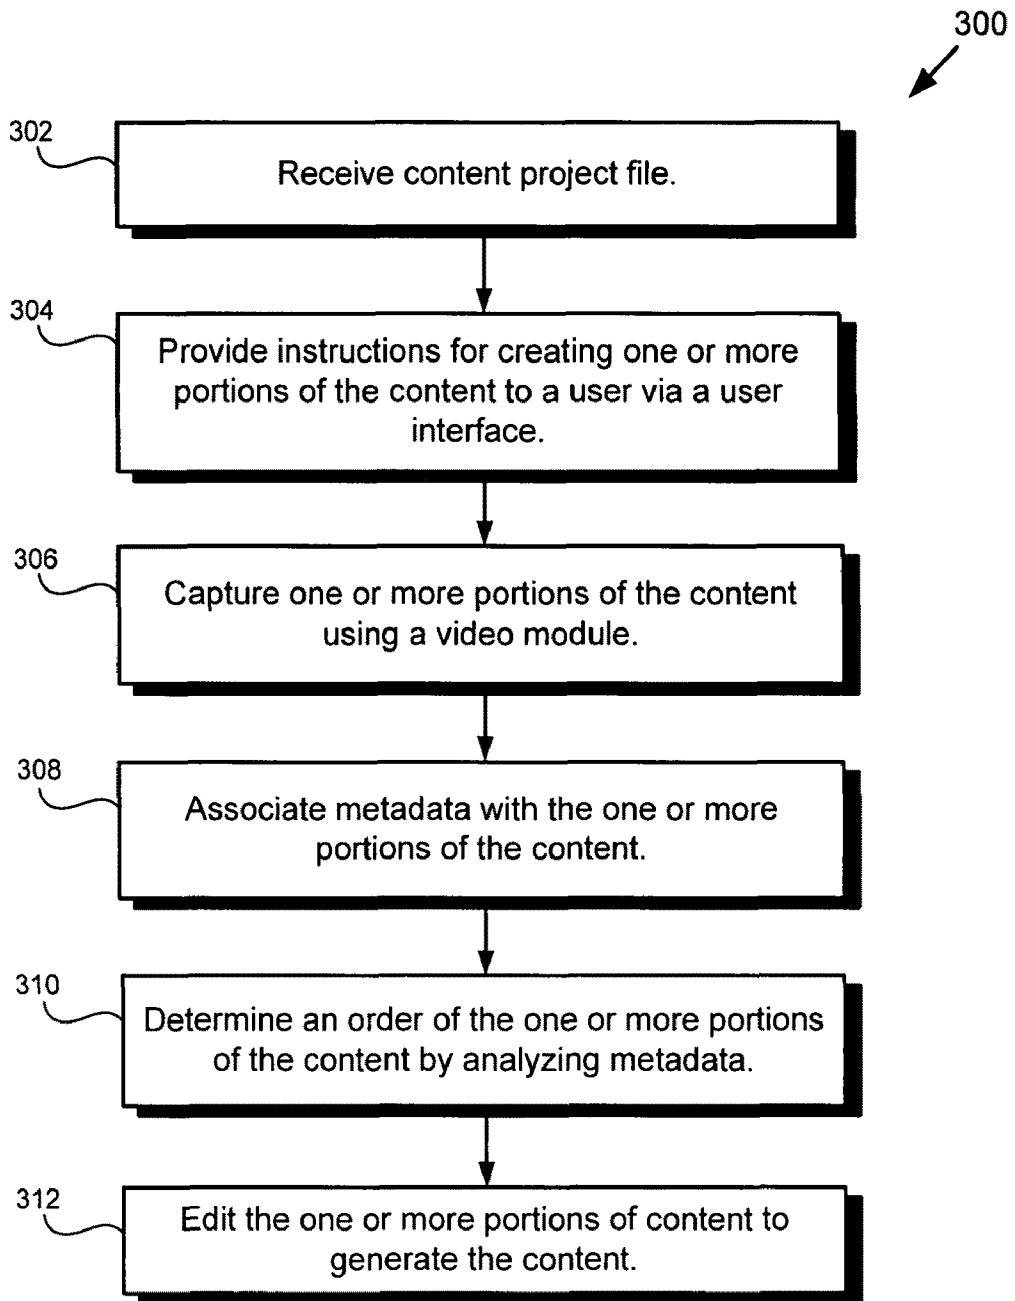 300
302
Receive content project file.
304
Provide instructions for creating one or more
portions of the content to a user via a user
interface.
306
Capture one or more portions of the content
using a video module.
308
Associate metadata with the one or more
portions of the content.
310
Determine an order of the one or more portions
of the content by analyzing metadata.
312
Edit the one or more portions of content to
generate the content.